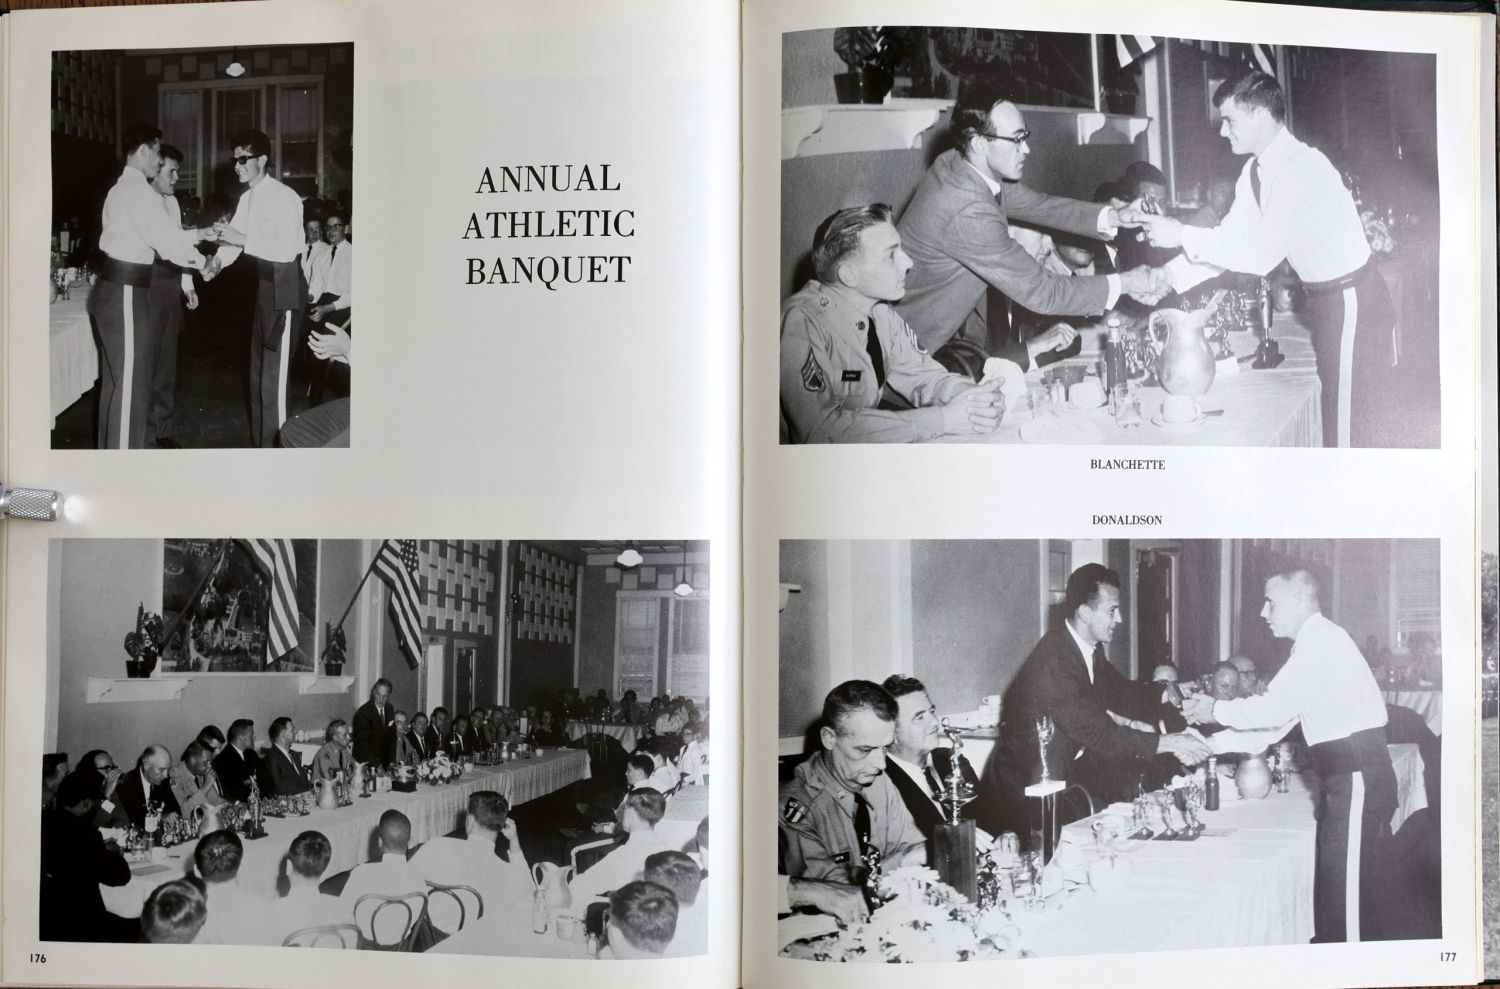 ANNUAL
ATHLETIC
BANQUET
176
BLANCHETTE
DONALDSON
177